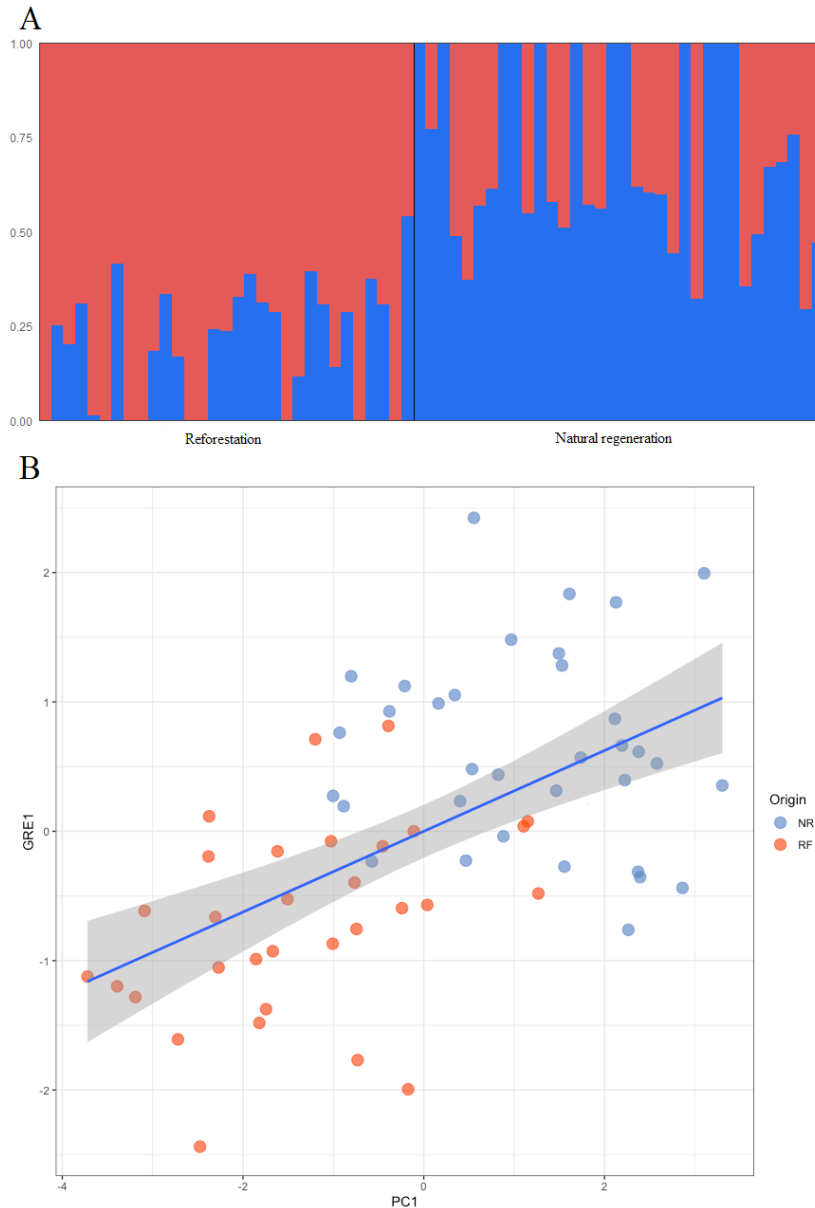 A
1.00
0.75
0.50
0.25
0.00
Reforestation Natural regeneration
B
2
1
0
-1
-2
GRE1
-4 -2 0 2
PC1
Origin
NR
RF